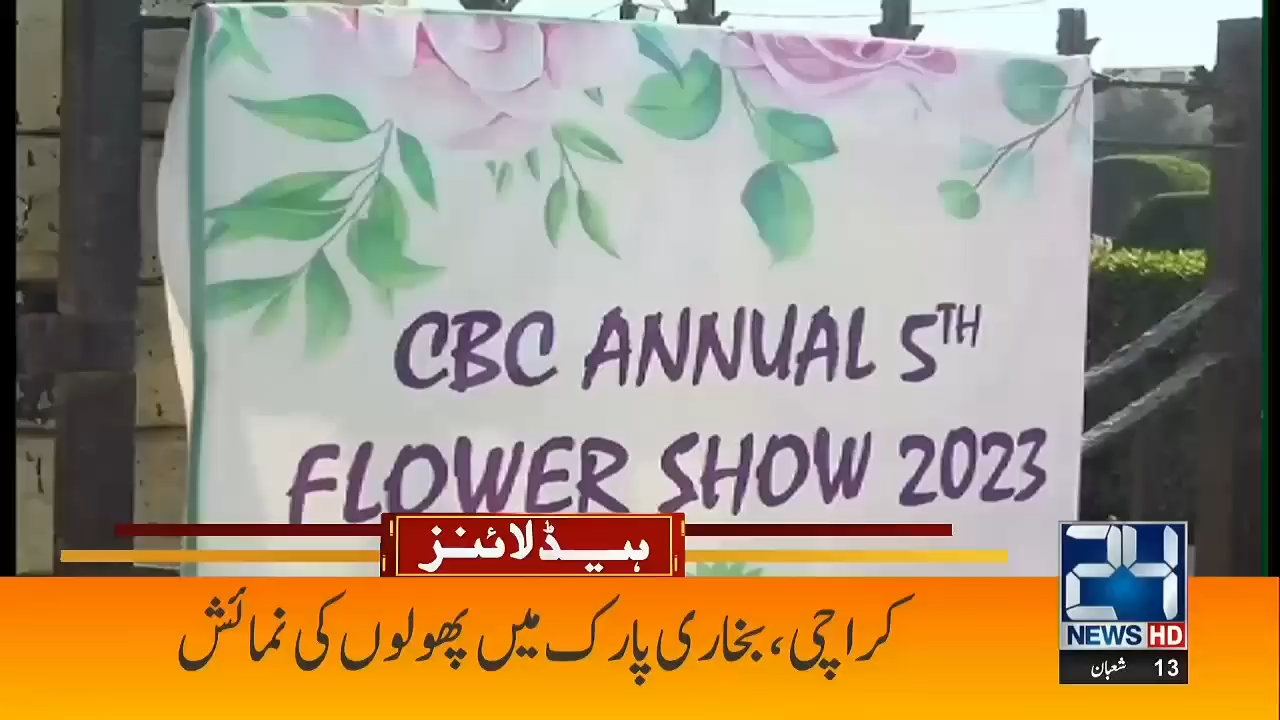 CBC ANNUAL 5TH
FLOWER SHOW 2023
ہیڈلائنز
کراچی، بخاری پارک میں پھولوں کی نمائش
24
NEWS HD
13 شعبان